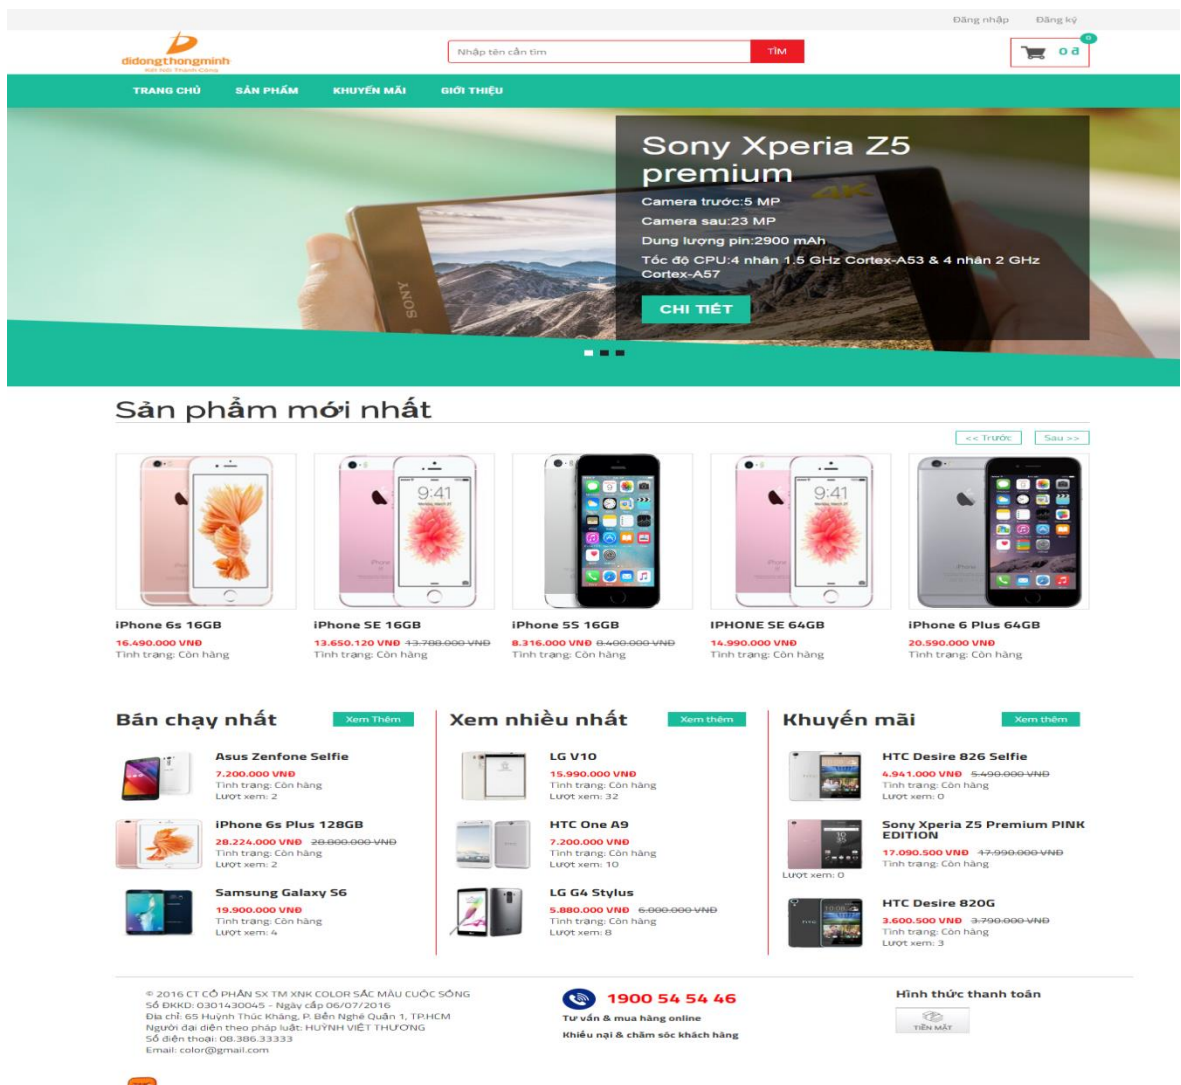 Đăng nhập Đăng ký
didongthongminh
Kết Nối Thành Công
Nhập tên cần tìm TÌM 0 đ 0
TRANG CHỦ SẢN PHẨM KHUYẾN MÃI GIỚI THIỆU
Sony Xperia Z5
premium
Camera trước:5 MP
Camera sau:23 MP
Dung lượng pin:2900 mAh
Tốc độ CPU:4 nhân 1.5 GHz Cortex-A53 & 4 nhân 2 GHz
Cortex-A57
CHI TIẾT
4K
SONY
Sản phẩm mới nhất
<< Trước Sau >>
9:41 9:41
iPhone 6s 16GB
16.490.000 VNĐ
Tình trạng: Còn hàng
iPhone SE 16GB
13.650.120 VNĐ 13.788.000 VNĐ
Tình trạng: Còn hàng
iPhone 5S 16GB
8.316.000 VNĐ 8.400.000 VNĐ
Tình trạng: Còn hàng
IPHONE SE 64GB
14.990.000 VNĐ
Tình trạng: Còn hàng
iPhone 6 Plus 64GB
20.590.000 VNĐ
Tình trạng: Còn hàng
Bán chạy nhất Xem Thêm
Asus Zenfone Selfie
7.200.000 VNĐ
Tình trạng: Còn hàng
Lượt xem: 2
iPhone 6s Plus 128GB
28.224.000 VNĐ 28.800.000 VNĐ
Tình trạng: Còn hàng
Lượt xem: 2
Samsung Galaxy S6
19.900.000 VNĐ
Tình trạng: Còn hàng
Lượt xem: 4
Xem nhiều nhất Xem thêm
LG V10
15.990.000 VNĐ
Tình trạng: Còn hàng
Lượt xem: 32
HTC One A9
7.200.000 VNĐ
Tình trạng: Còn hàng
Lượt xem: 10
LG G4 Stylus
5.880.000 VNĐ 6.000.000 VNĐ
Tình trạng: Còn hàng
Lượt xem: 8
Khuyến mãi Xem thêm
HTC Desire 826 Selfie
4.941.000 VNĐ 5.490.000 VNĐ
Tình trạng: Còn hàng
Lượt xem: 0
Sony Xperia Z5 Premium PINK
EDITION
17.090.500 VNĐ 17.990.000 VNĐ
Tình trạng: Còn hàng
Lượt xem: 0
HTC Desire 820G
3.600.500 VNĐ 3.790.000 VNĐ
Tình trạng: Còn hàng
Lượt xem: 3
© 2016 CT CỔ PHẦN SX TM XNK COLOR SẮC MÀU CUỘC SỐNG
Số ĐKKD: 0301430045 - Ngày cấp 06/07/2016
Địa chỉ: 65 Huỳnh Thúc Kháng, P. Bến Nghé Quận 1, TP.HCM
Người đại diện theo pháp luật: HUỲNH VIỆT THƯƠNG
Số điện thoại: 08.386.33333
Email: color@gmail.com
1900 54 54 46
Tư vấn & mua hàng online
Khiếu nại & chăm sóc khách hàng
Hình thức thanh toán
TIỀN MẶT